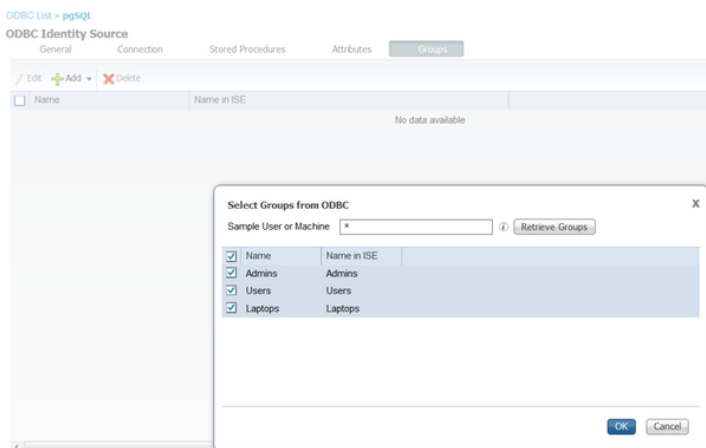 ODBC List > pgSQL
ODBC Identity Source
General Connection Stored Procedures Attributes Groups
Edit Add Delete
Name Name in ISE
No data available
Select Groups from ODBC X
Sample User or Machine * i Retrieve Groups
Name Name in ISE
Admins Admins
Users Users
Laptops Laptops
OK Cancel